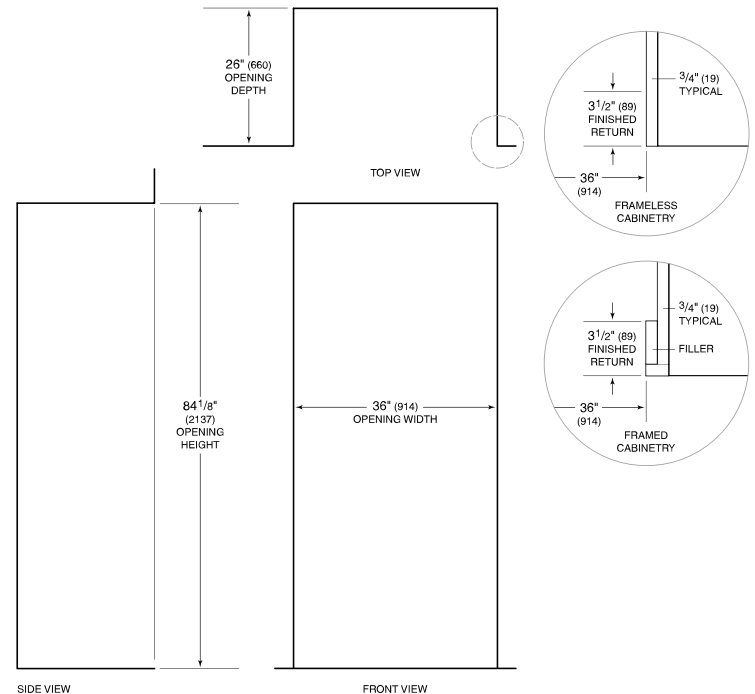 26" (660)
OPENING
DEPTH
TOP VIEW
3/4" (19)
TYPICAL
3 1/2" (89)
FINISHED
RETURN
36"
(914)
FRAMELESS
CABINETRY
3/4" (19)
TYPICAL
3 1/2" (89)
FINISHED
RETURN
FILLER
36"
(914)
FRAMED
CABINETRY
84 1/8"
(2137)
OPENING
HEIGHT
36" (914)
OPENING WIDTH
SIDE VIEW
FRONT VIEW